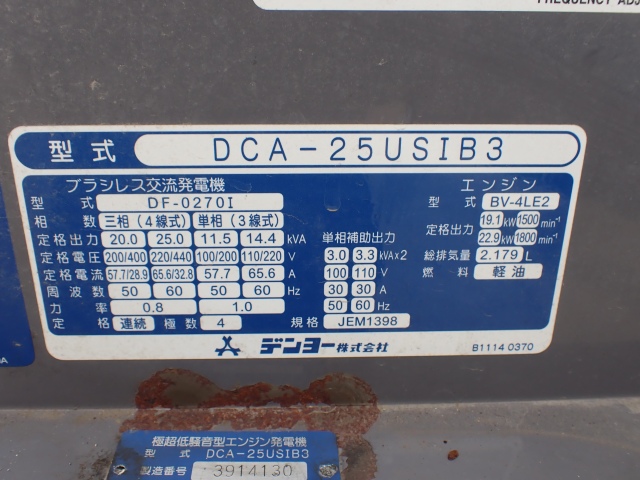 FREQUENCY ADJ
型式 DCA-25USIB3
ブラシレス交流発電機
型式 DF-0270I
相数 三相(4線式) 単相(3線式)
定格出力 20.0 25.0 11.5 14.4 kVA
定格電圧 200/400 220/440 100/200 110/220 V
定格電流 57.7/28.9 65.6/32.8 57.7 65.6 A
周波数 50 60 50 60 Hz
力率 0.8 1.0
定格 連続 極数 4 規格 JEM1398
単相補助出力
3.0 3.3 kVA×2
100 110 V
30 30 A
50 60 Hz
エンジン
型式 BV-4LE2
定格出力 19.1 kW 1500 min⁻¹
22.9 kW 1800 min⁻¹
総排気量 2.179 L
燃料 軽油
デンヨー株式会社
B1114 0370
極超低騒音型エンジン発電機
型式 DCA-25USIB3
製造番号 3914130